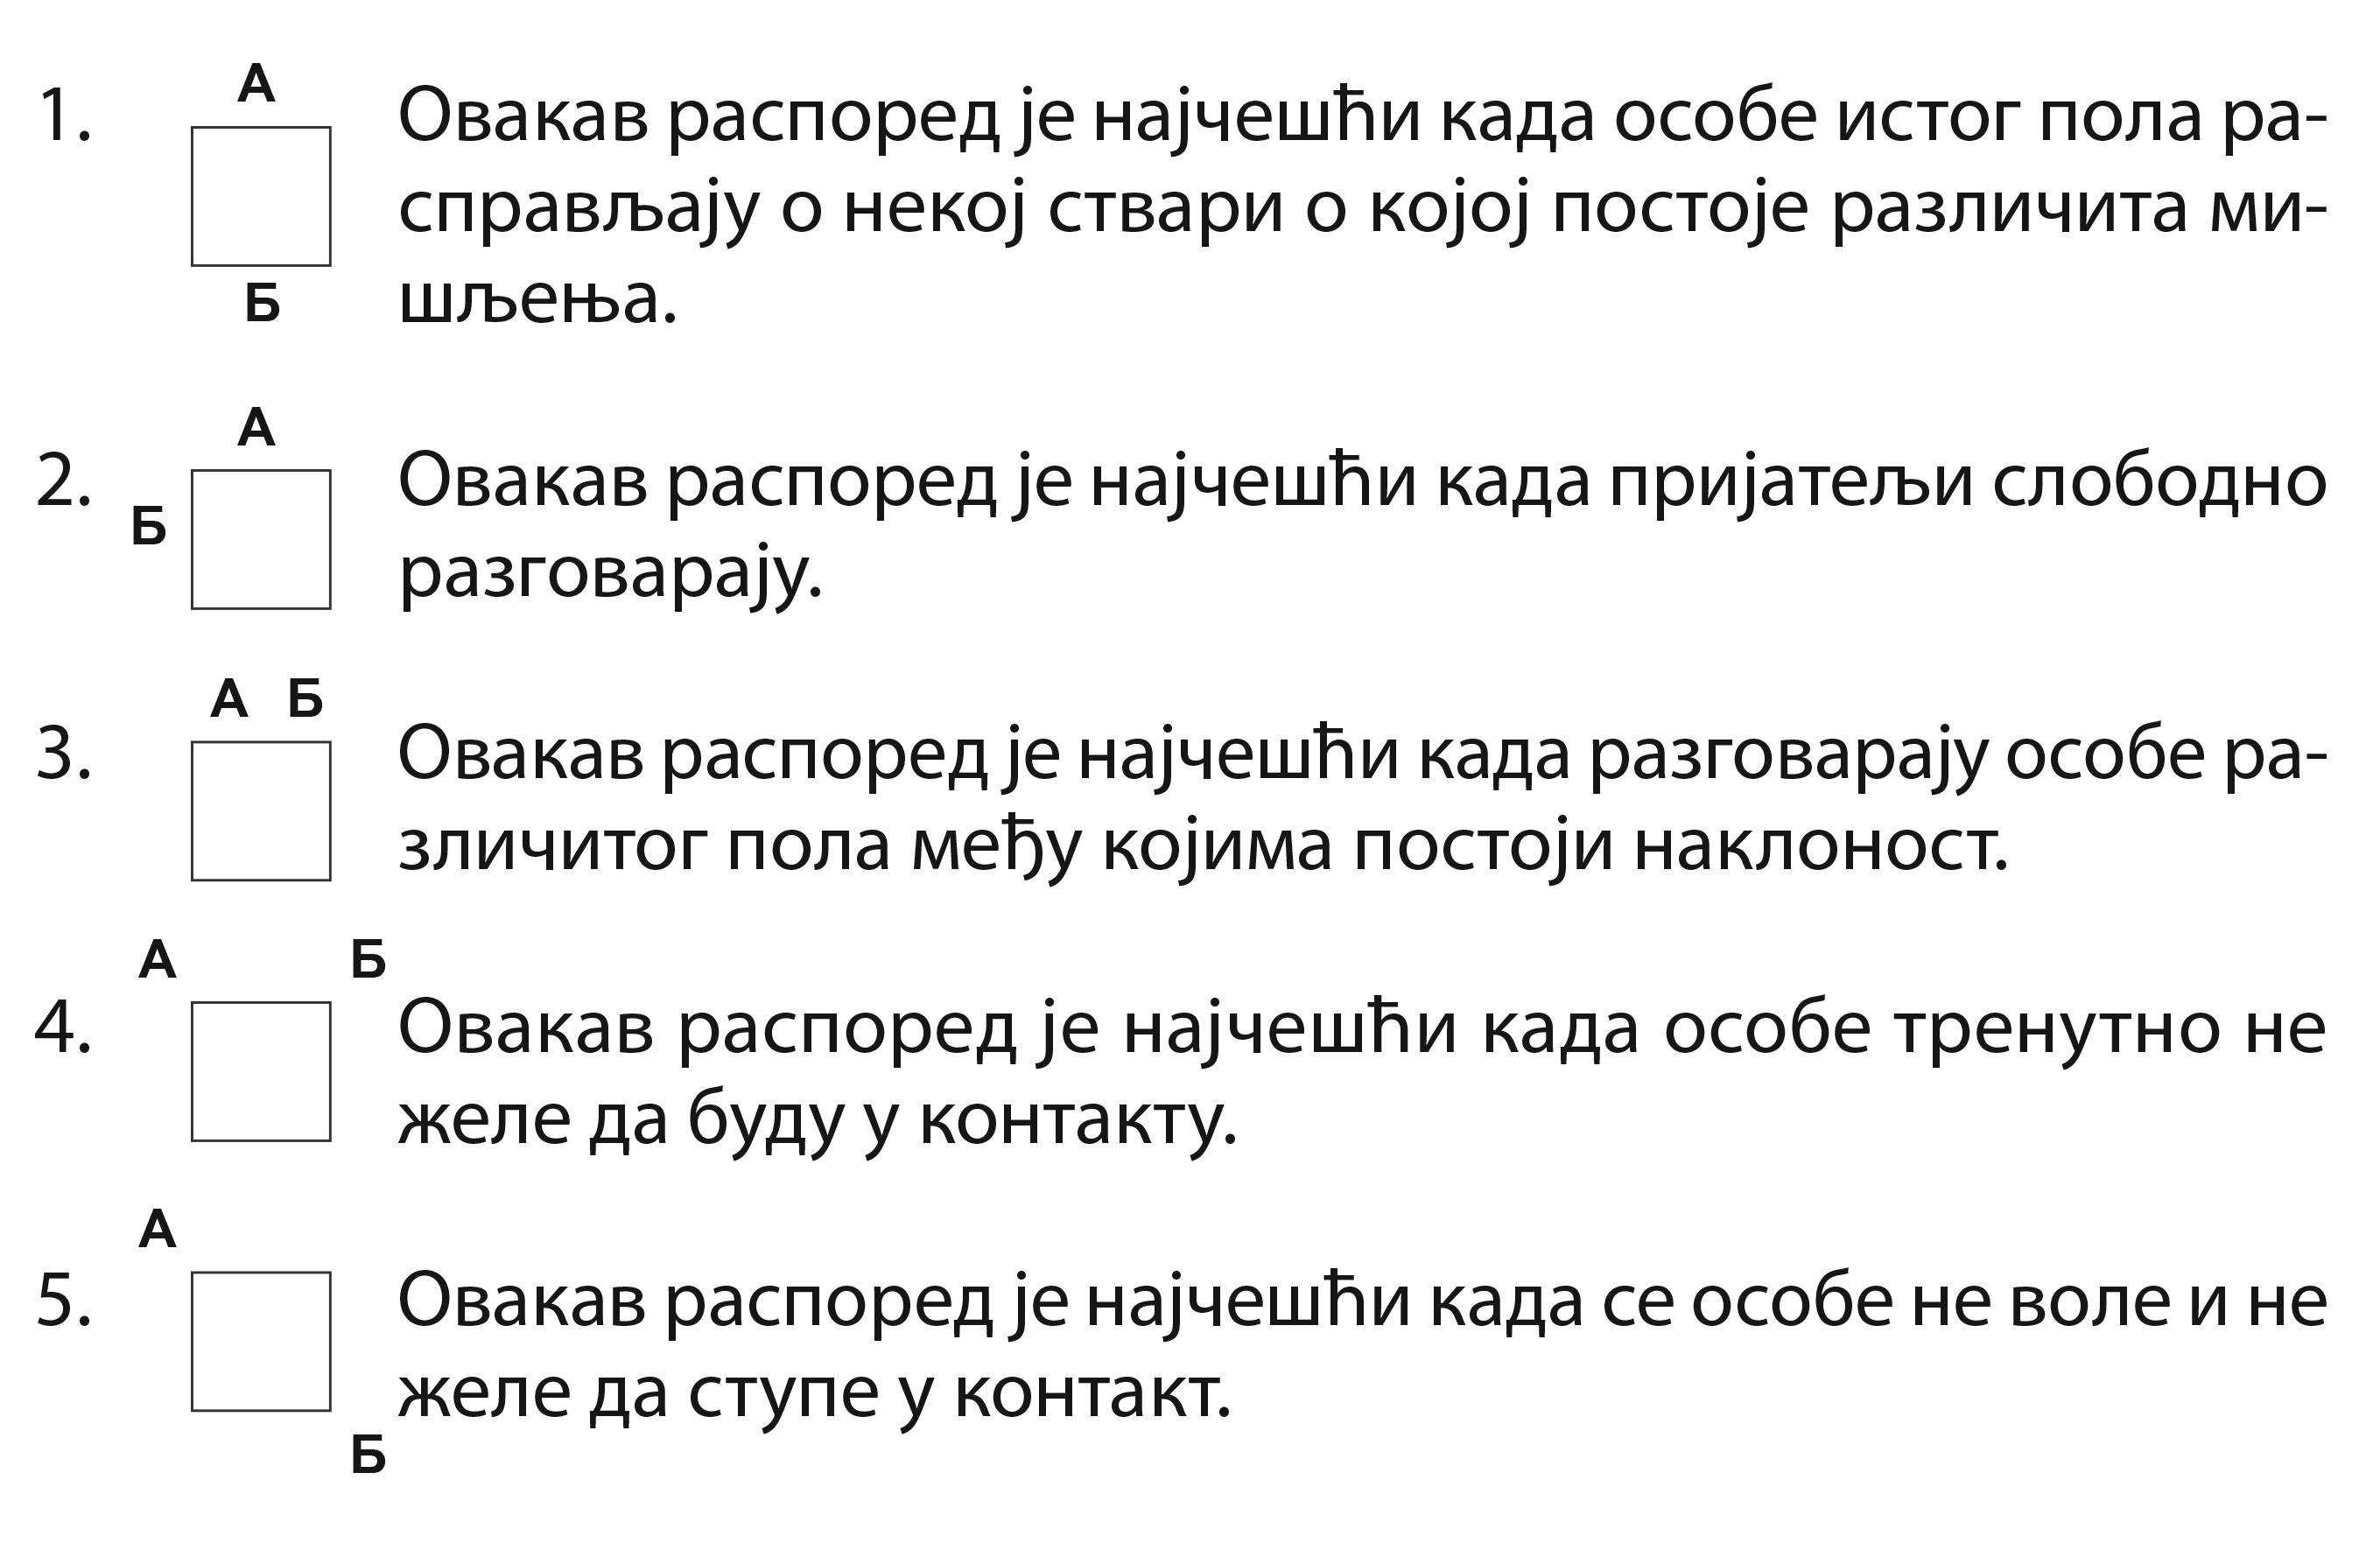 А
1. Овакав распоред је најчешћи када особе истог пола ра-
справљају о некој ствари о којој постоје различита ми-
шљења.
Б
А
2. Овакав распоред је најчешћи када пријатељи слободно
Б
разговарају.
А Б
3. Овакав распоред је најчешћи када разговарају особе ра-
зличитог пола међу којима постоји наклоност.
А Б
4. Овакав распоред је најчешћи када особе тренутно не
желе да буду у контакту.
А
5. Овакав распоред је најчешћи када се особе не воле и не
желе да ступе у контакт.
Б